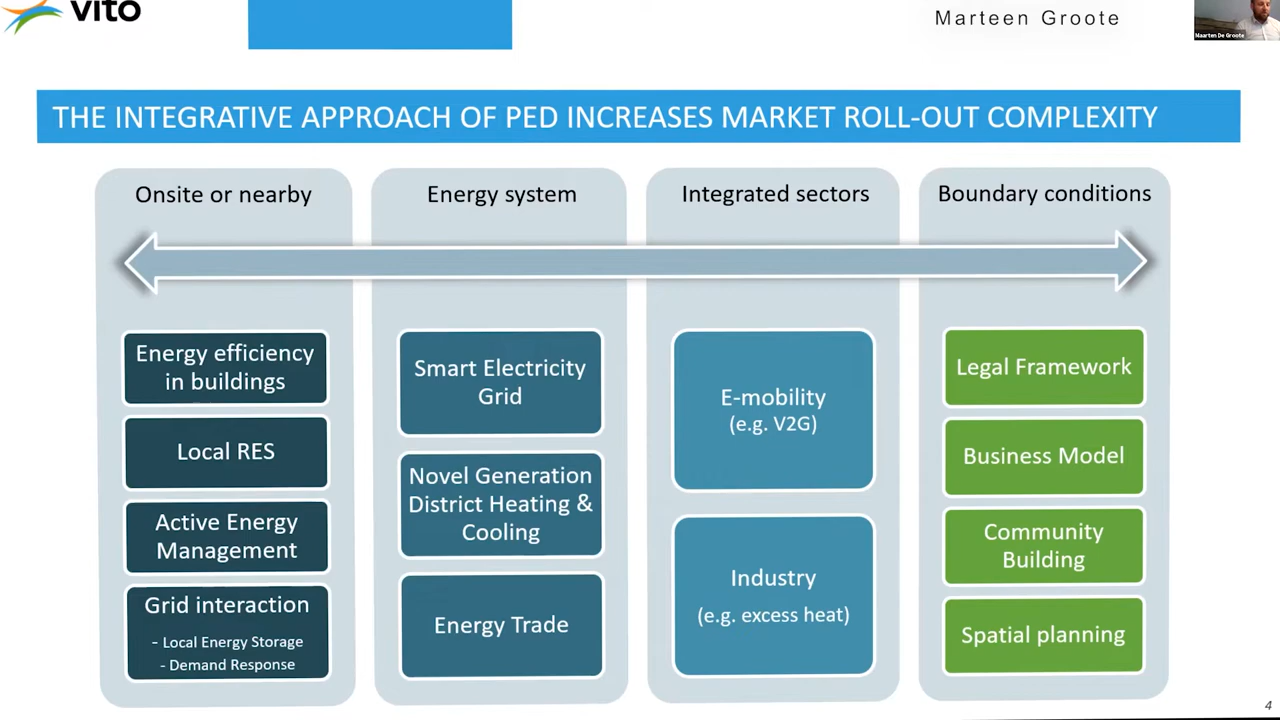 vito
Marteen Groote
Maarten De Groote
THE INTEGRATIVE APPROACH OF PED INCREASES MARKET ROLL-OUT COMPLEXITY
Onsite or nearby
Energy efficiency
in buildings
Local RES
Active Energy
Management
Grid interaction
- Local Energy Storage
- Demand Response
Energy system
Smart Electricity
Grid
Novel Generation
District Heating &
Cooling
Energy Trade
Integrated sectors
E-mobility
(e.g. V2G)
Industry
(e.g. excess heat)
Boundary conditions
Legal Framework
Business Model
Community
Building
Spatial planning
4